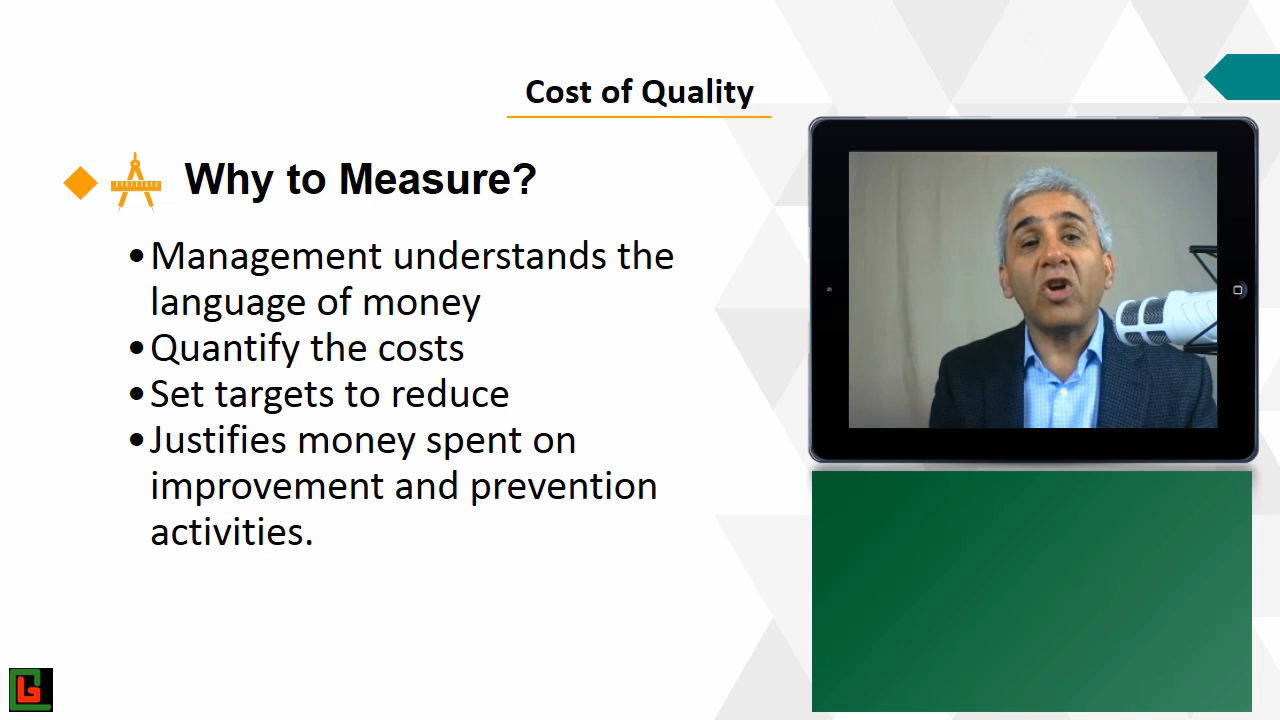 Cost of Quality
Why to Measure?
•Management understands the
language of money
•Quantify the costs
•Set targets to reduce
•Justifies money spent on
improvement and prevention
activities.